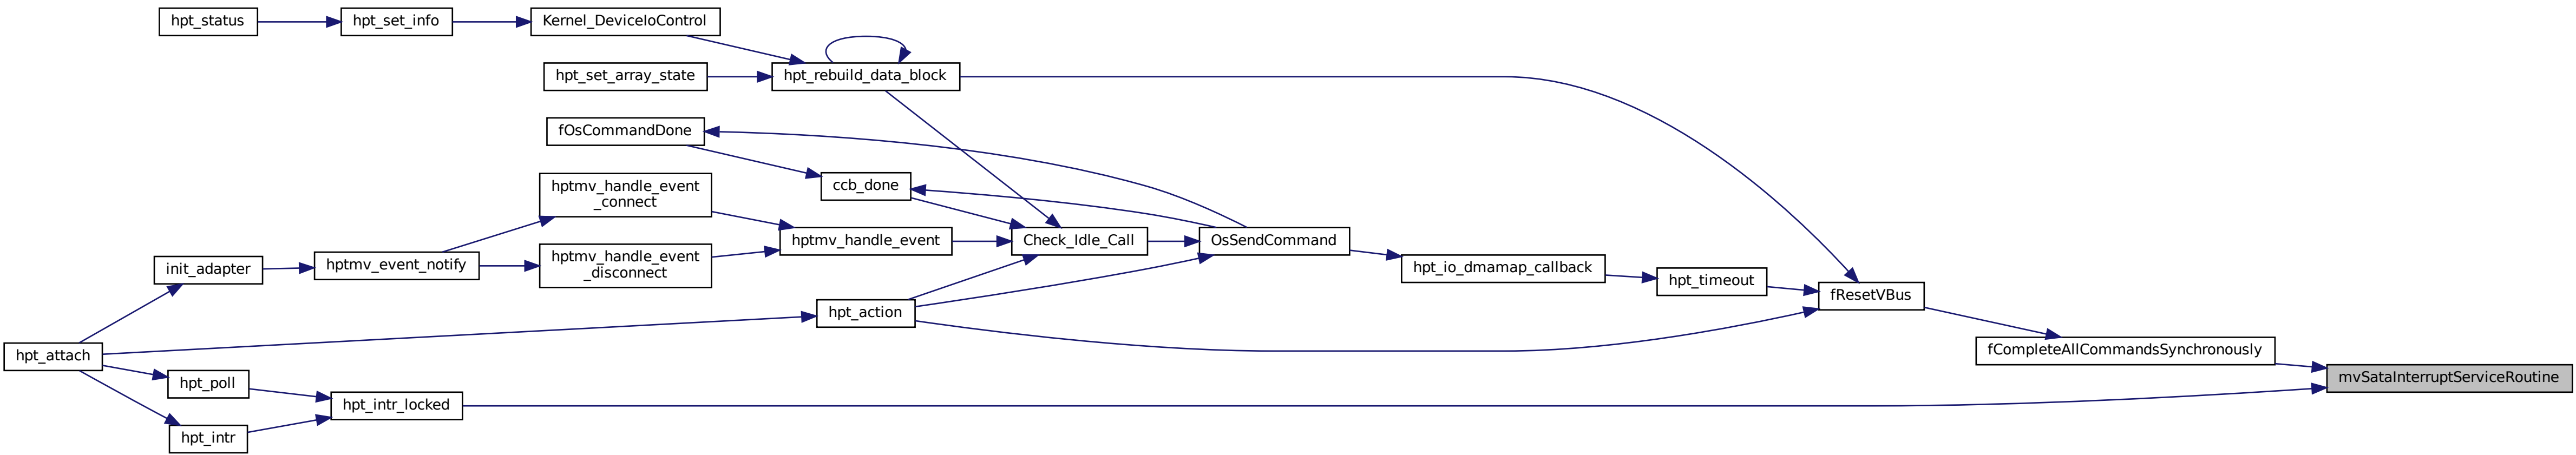 hpt_status
hpt_set_info
Kernel_DeviceIoControl
hpt_set_array_state
hpt_rebuild_data_block
fOsCommandDone
ccb_done
hptmv_handle_event
_connect
hptmv_handle_event
Check_Idle_Call
OsSendCommand
hptmv_handle_event
_disconnect
init_adapter
hptmv_event_notify
hpt_io_dmamap_callback
hpt_timeout
fResetVBus
hpt_action
hpt_attach
fCompleteAllCommandsSynchronously
mvSataInterruptServiceRoutine
hpt_poll
hpt_intr_locked
hpt_intr